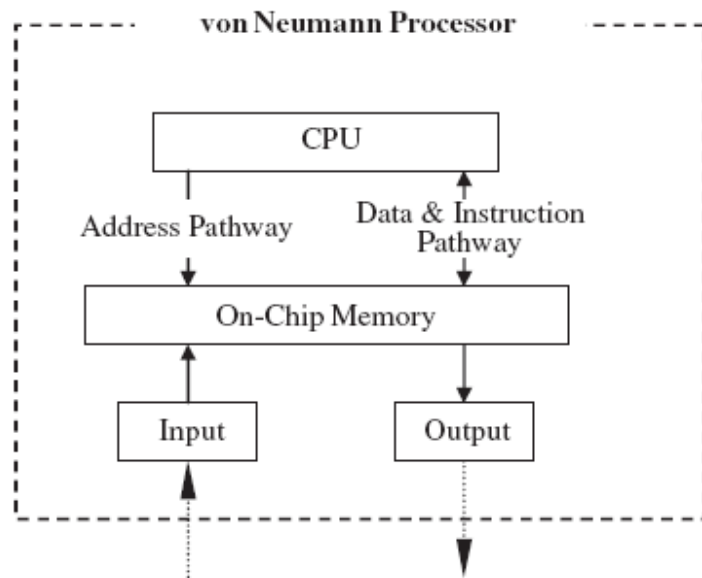 von Neumann Processor
CPU
Address Pathway
Data & Instruction
Pathway
On-Chip Memory
Input
Output